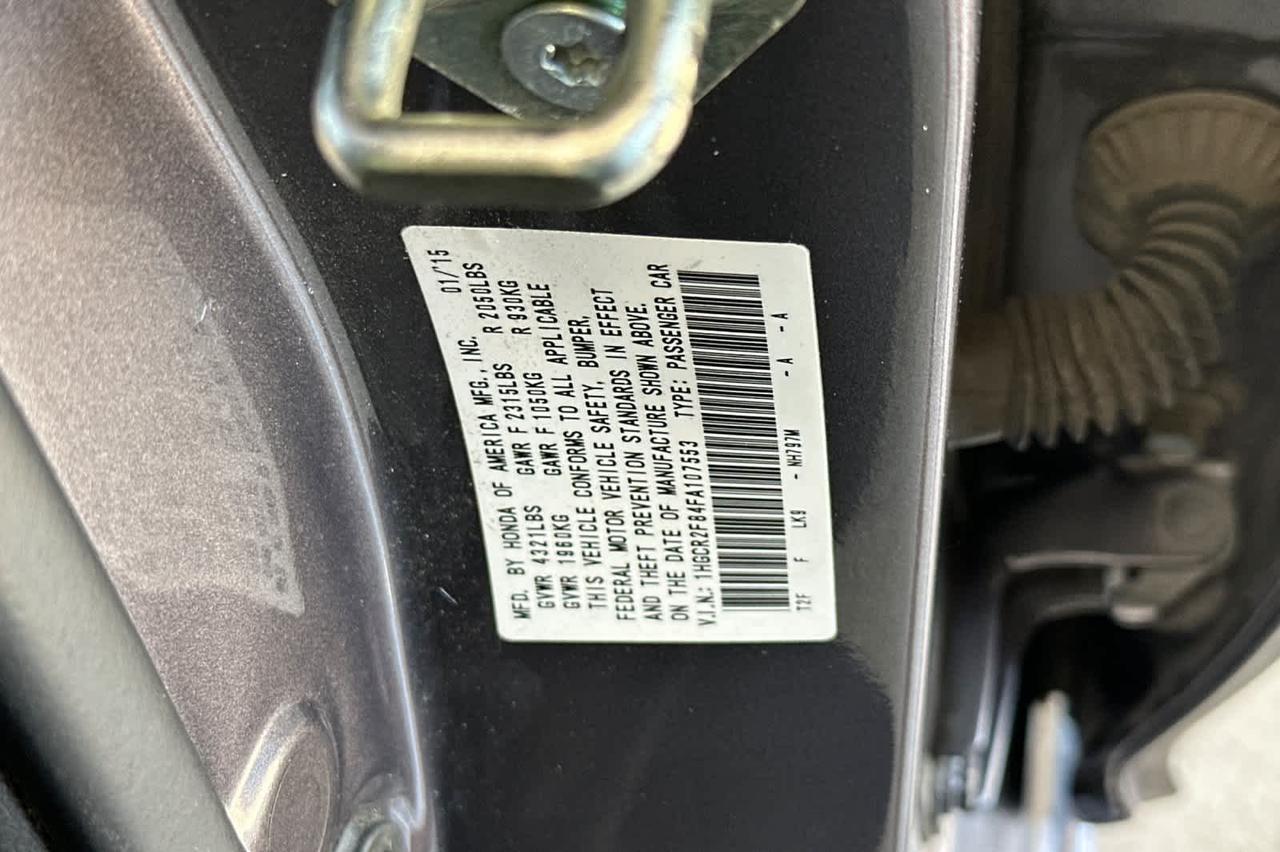 MFD. BY HONDA OF AMERICA MFG., INC. 01/'15
GVWR 4321LBS GAWR F 2315LBS R 2050LBS
GVWR 1960KG GAWR F 1050KG R 930KG
THIS VEHICLE CONFORMS TO ALL APPLICABLE
FEDERAL MOTOR VEHICLE SAFETY, BUMPER,
AND THEFT PREVENTION STANDARDS IN EFFECT
ON THE DATE OF MANUFACTURE SHOWN ABOVE.
V.I.N.: 1HGCR2F84FA107553 TYPE: PASSENGER CAR
T2F F LK9 - NH797M - A - A